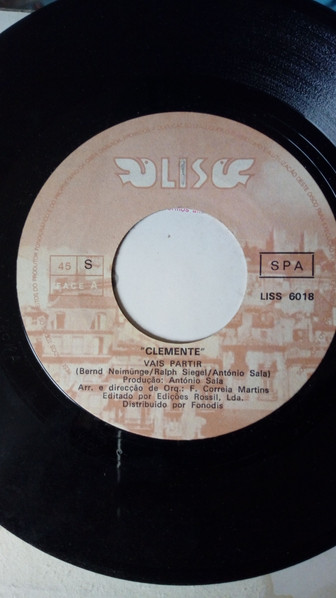 LIS
45 S
FACE A
SPA
LISS 6018
"CLEMENTE"
VAIS PARTIR
(Bernd Neimünge/Ralph Siegel/António Sala)
Produção: António Sala
Arr. e direcção de Orq.: F. Correia Martins
Editado por Edições Rossil, Lda.
Distribuído por Fonodis